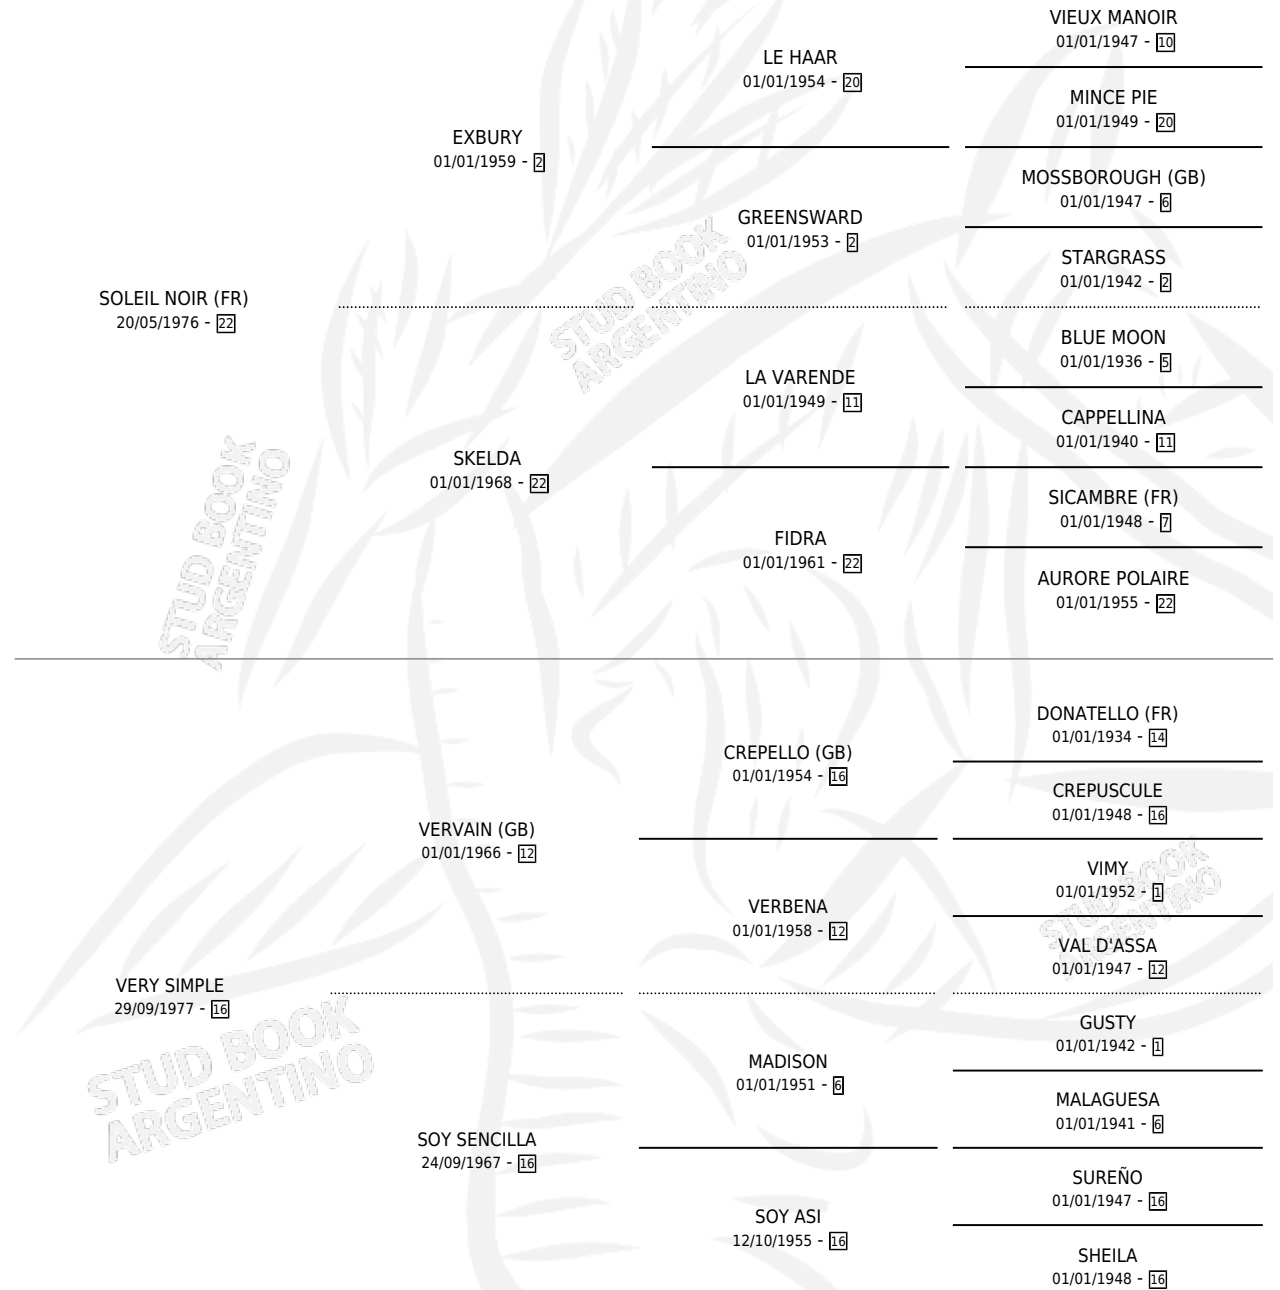 VIEUX MANOIR
01/01/1947 - 10
LE HAAR
01/01/1954 - 20
MINCE PIE
01/01/1949 - 20
EXBURY
01/01/1959 - 2
MOSSBOROUGH (GB)
01/01/1947 - 6
GREENSWARD
01/01/1953 - 2
STARGRASS
01/01/1942 - 2
SOLEIL NOIR (FR)
20/05/1976 - 22
BLUE MOON
01/01/1936 - 5
LA VARENDE
01/01/1949 - 11
CAPPELLINA
01/01/1940 - 11
SKELDA
01/01/1968 - 22
SICAMBRE (FR)
01/01/1948 - 7
FIDRA
01/01/1961 - 22
AURORE POLAIRE
01/01/1955 - 22
DONATELLO (FR)
01/01/1934 - 14
CREPELLO (GB)
01/01/1954 - 16
CREPUSCULE
01/01/1948 - 16
VERVAIN (GB)
01/01/1966 - 12
VIMY
01/01/1952 - 1
VERBENA
01/01/1958 - 12
VAL D'ASSA
01/01/1947 - 12
VERY SIMPLE
29/09/1977 - 16
GUSTY
01/01/1942 - 1
MADISON
01/01/1951 - 6
MALAGUESA
01/01/1941 - 6
SOY SENCILLA
24/09/1967 - 16
SUREÑO
01/01/1947 - 16
SOY ASI
12/10/1955 - 16
SHEILA
01/01/1948 - 16
STUD BOOK
ARGENTINO
STUD BOOK
ARGENTINO
STUD BOOK
ARGENTINO
STUD BOOK
ARGENTINO